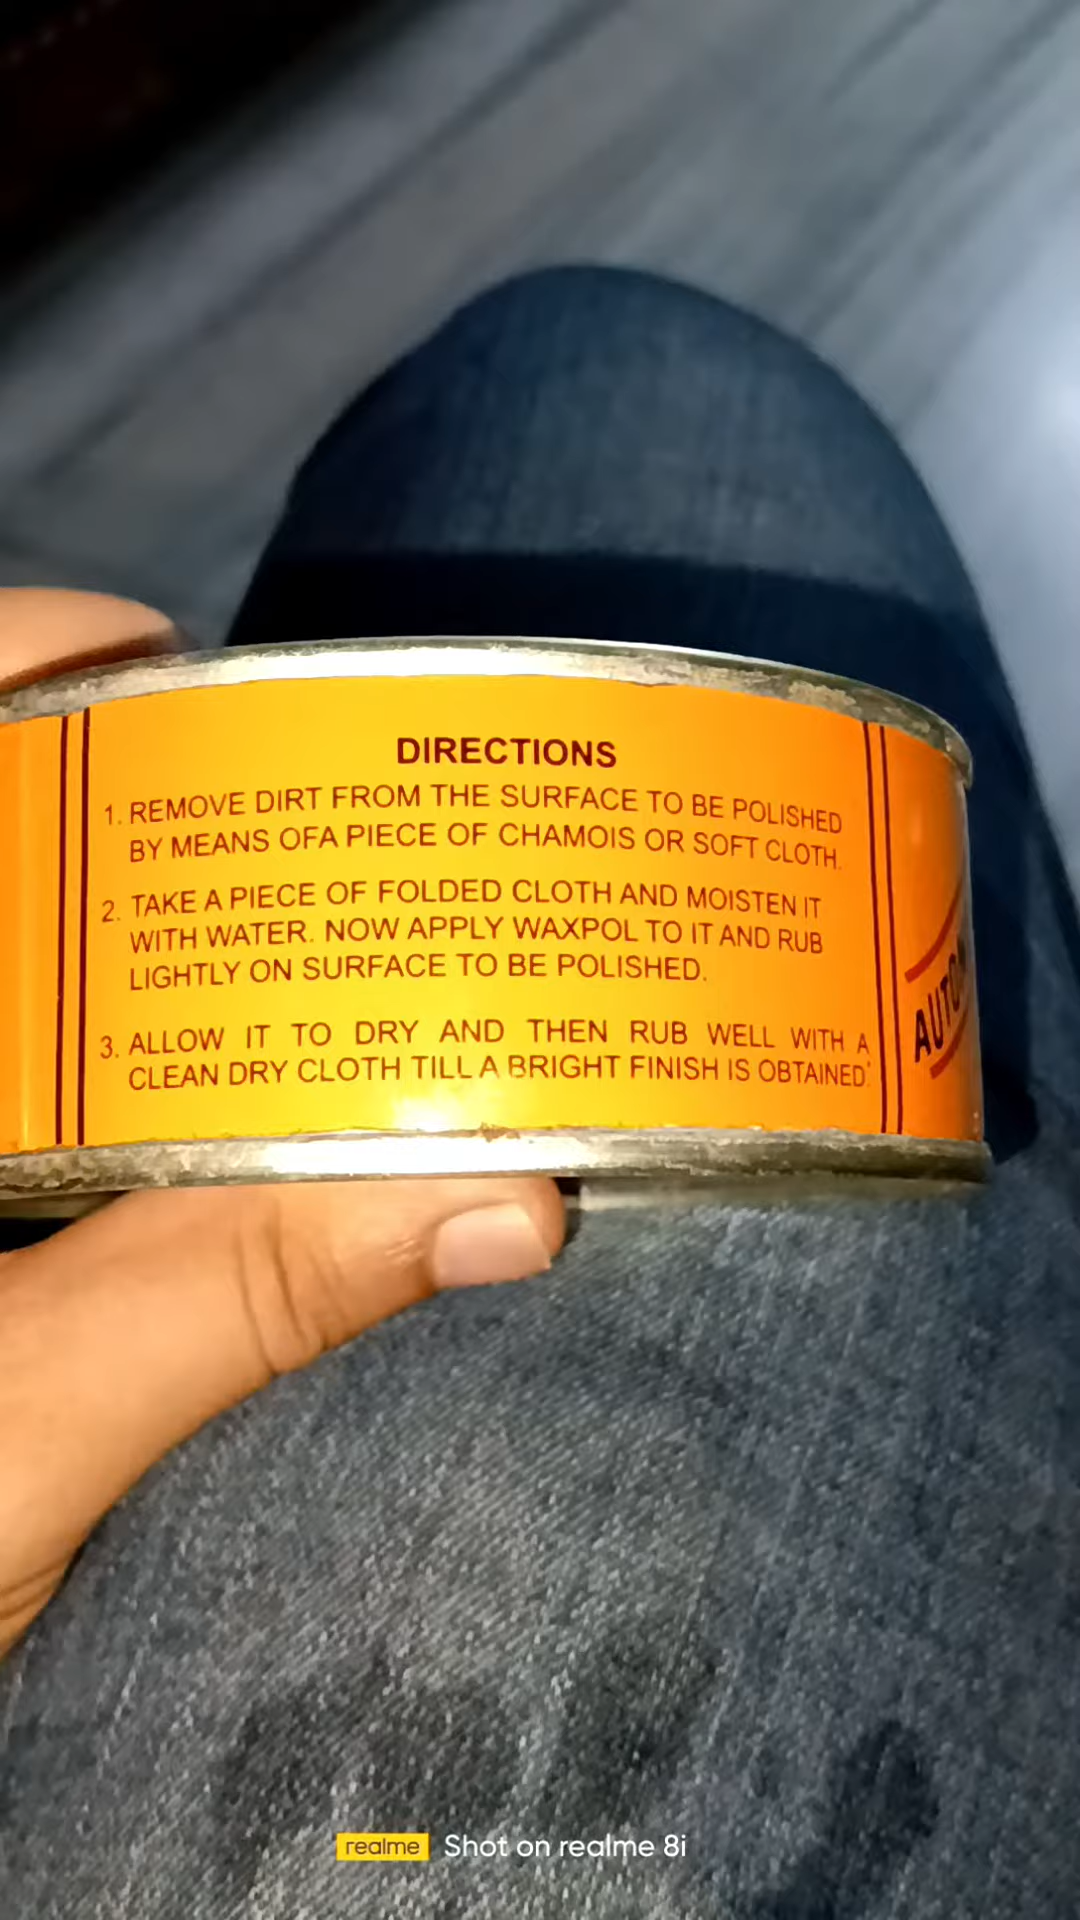 DIRECTIONS
1. REMOVE DIRT FROM THE SURFACE TO BE POLISHED
BY MEANS OFA PIECE OF CHAMOIS OR SOFT CLOTH.
2. TAKE A PIECE OF FOLDED CLOTH AND MOISTEN IT
WITH WATER. NOW APPLY WAXPOL TO IT AND RUB
LIGHTLY ON SURFACE TO BE POLISHED.
3. ALLOW IT TO DRY AND THEN RUB WELL WITH A
CLEAN DRY CLOTH TILL A BRIGHT FINISH IS OBTAINED.
realme Shot on realme 8i